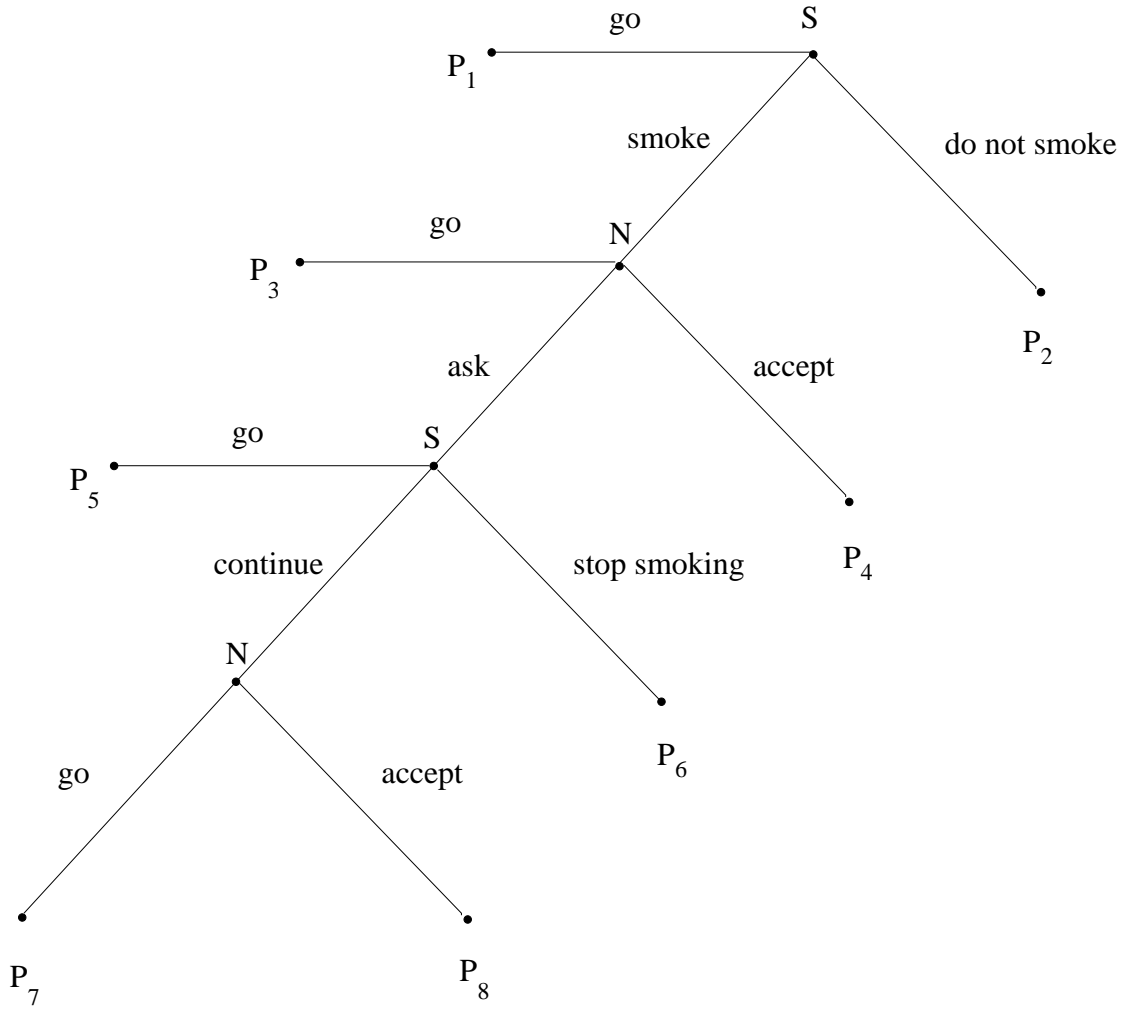 go
S
P1
smoke
do not smoke
go
N
P3
P2
ask
accept
go
S
P5
continue
stop smoking
P4
N
P6
go
accept
P7
P8